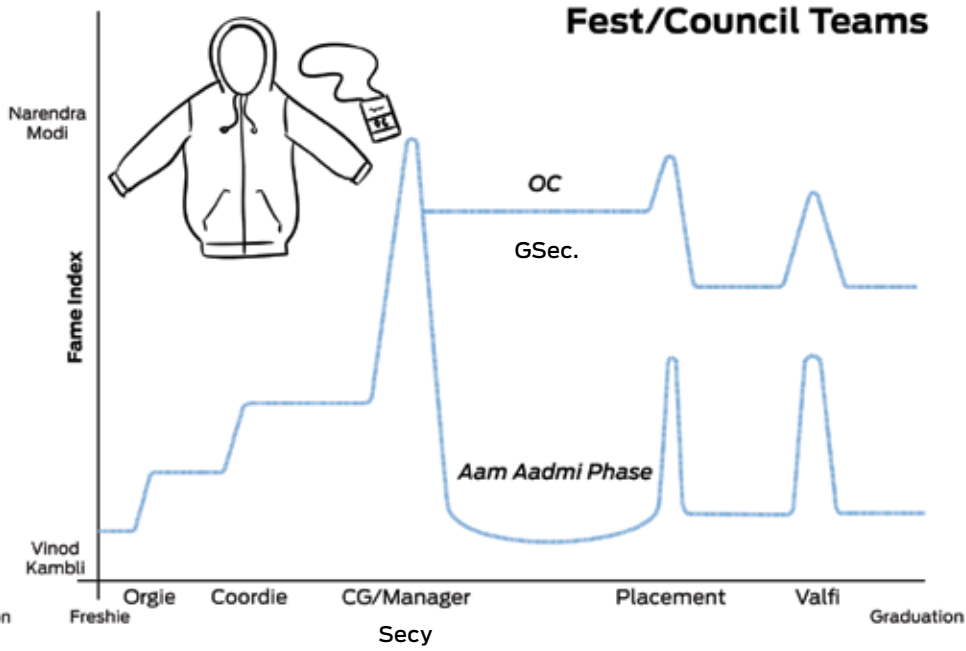 Fest/Council Teams
Narendra
Modi
OC
GSec.
Fame Index
Aam Aadmi Phase
Vinod
Kambli
Orgie Coordie CG/Manager Placement Valfi
n Freshie Graduation
Secy